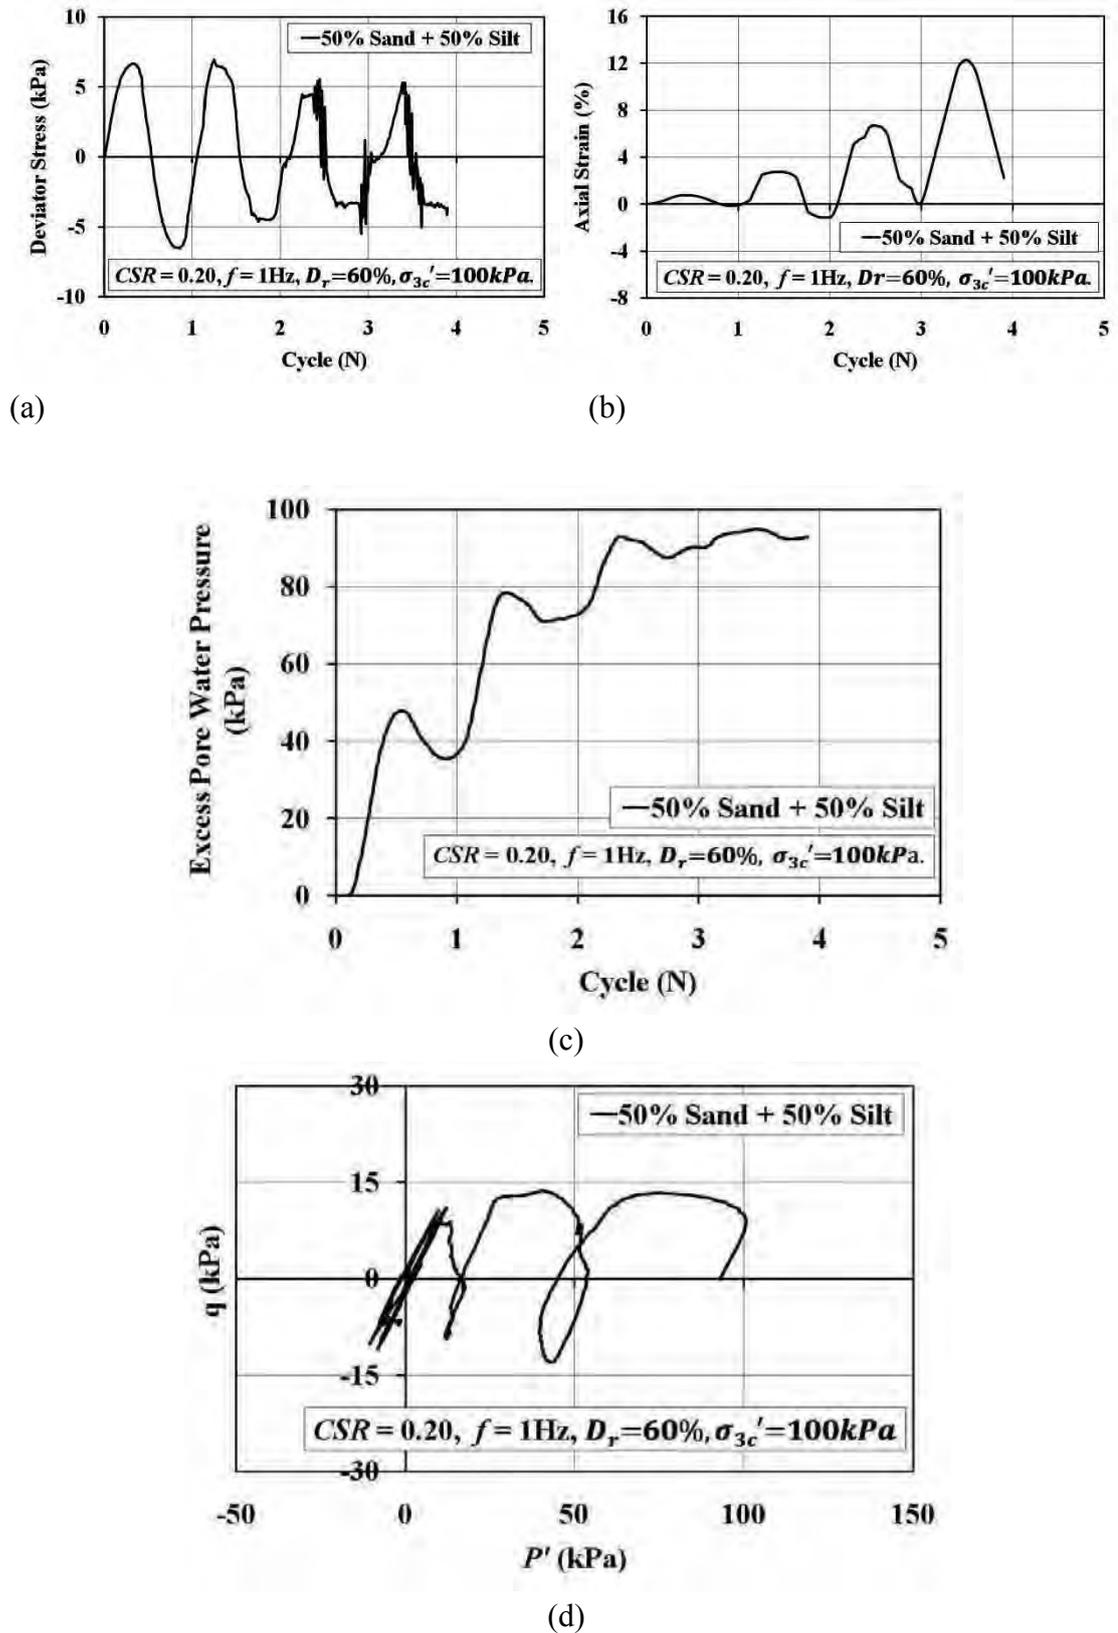 Deviator Stress (kPa)
10
5
0
-5
-10
50% Sand + 50% Silt
CSR = 0.20, f = 1Hz, Dᵣ=60%, σ₃c′=100kPa.
0 1 2 3 4 5
Cycle (N)
(a)
Axial Strain (%)
16
12
8
4
0
-4
-8
50% Sand + 50% Silt
CSR = 0.20, f = 1Hz, Dr=60%, σ₃c′=100kPa.
0 1 2 3 4 5
Cycle (N)
(b)
Excess Pore Water Pressure
(kPa)
100
80
60
40
20
0
50% Sand + 50% Silt
CSR = 0.20, f = 1Hz, Dᵣ=60%, σ₃c′=100kPa.
0 1 2 3 4 5
Cycle (N)
(c)
q (kPa)
30
15
0
-15
-30
50% Sand + 50% Silt
CSR = 0.20, f = 1Hz, Dᵣ=60%, σ₃c′=100kPa
-50 0 50 100 150
P′ (kPa)
(d)